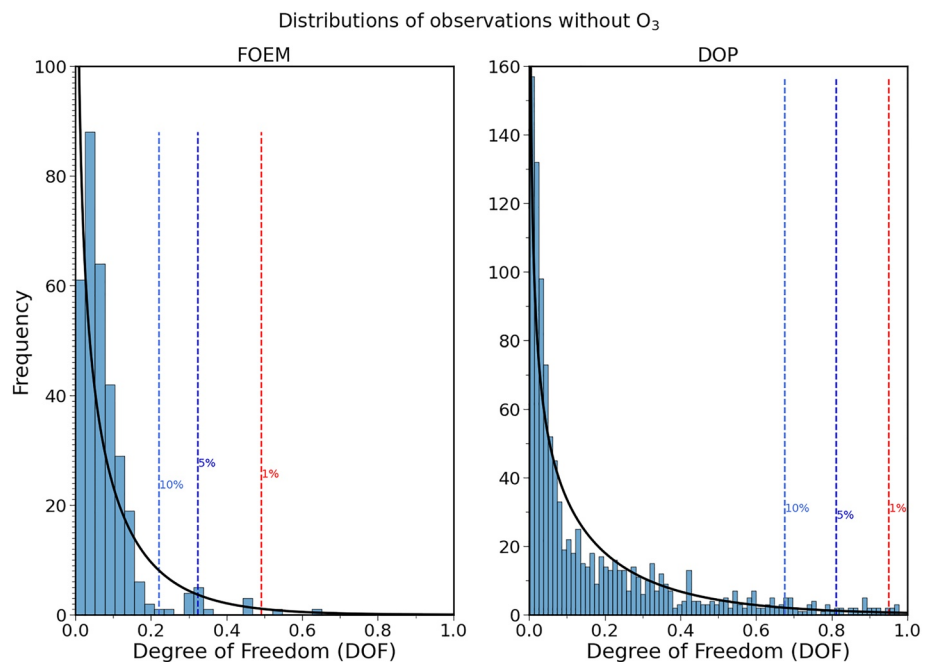 Distributions of observations without O₃
FOEM
100
80
60
40
20
0
Frequency
10%
5%
1%
0.0 0.2 0.4 0.6 0.8 1.0
Degree of Freedom (DOF)
DOP
160
140
120
100
80
60
40
20
0
10%
5%
1%
0.0 0.2 0.4 0.6 0.8 1.0
Degree of Freedom (DOF)